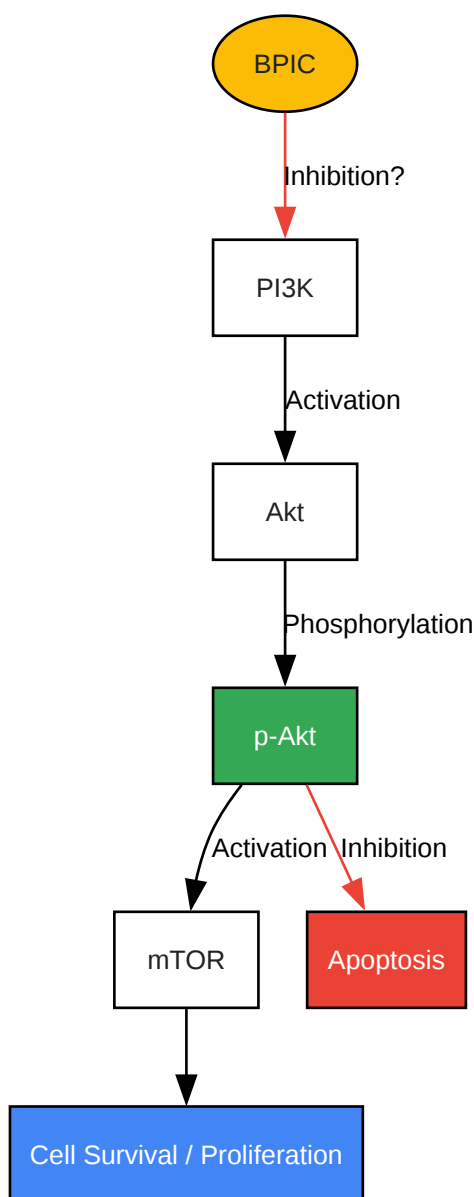 BPIC
Inhibition?
PI3K
Activation
Akt
Phosphorylation
p-Akt
Activation
Inhibition
mTOR
Apoptosis
Cell Survival / Proliferation